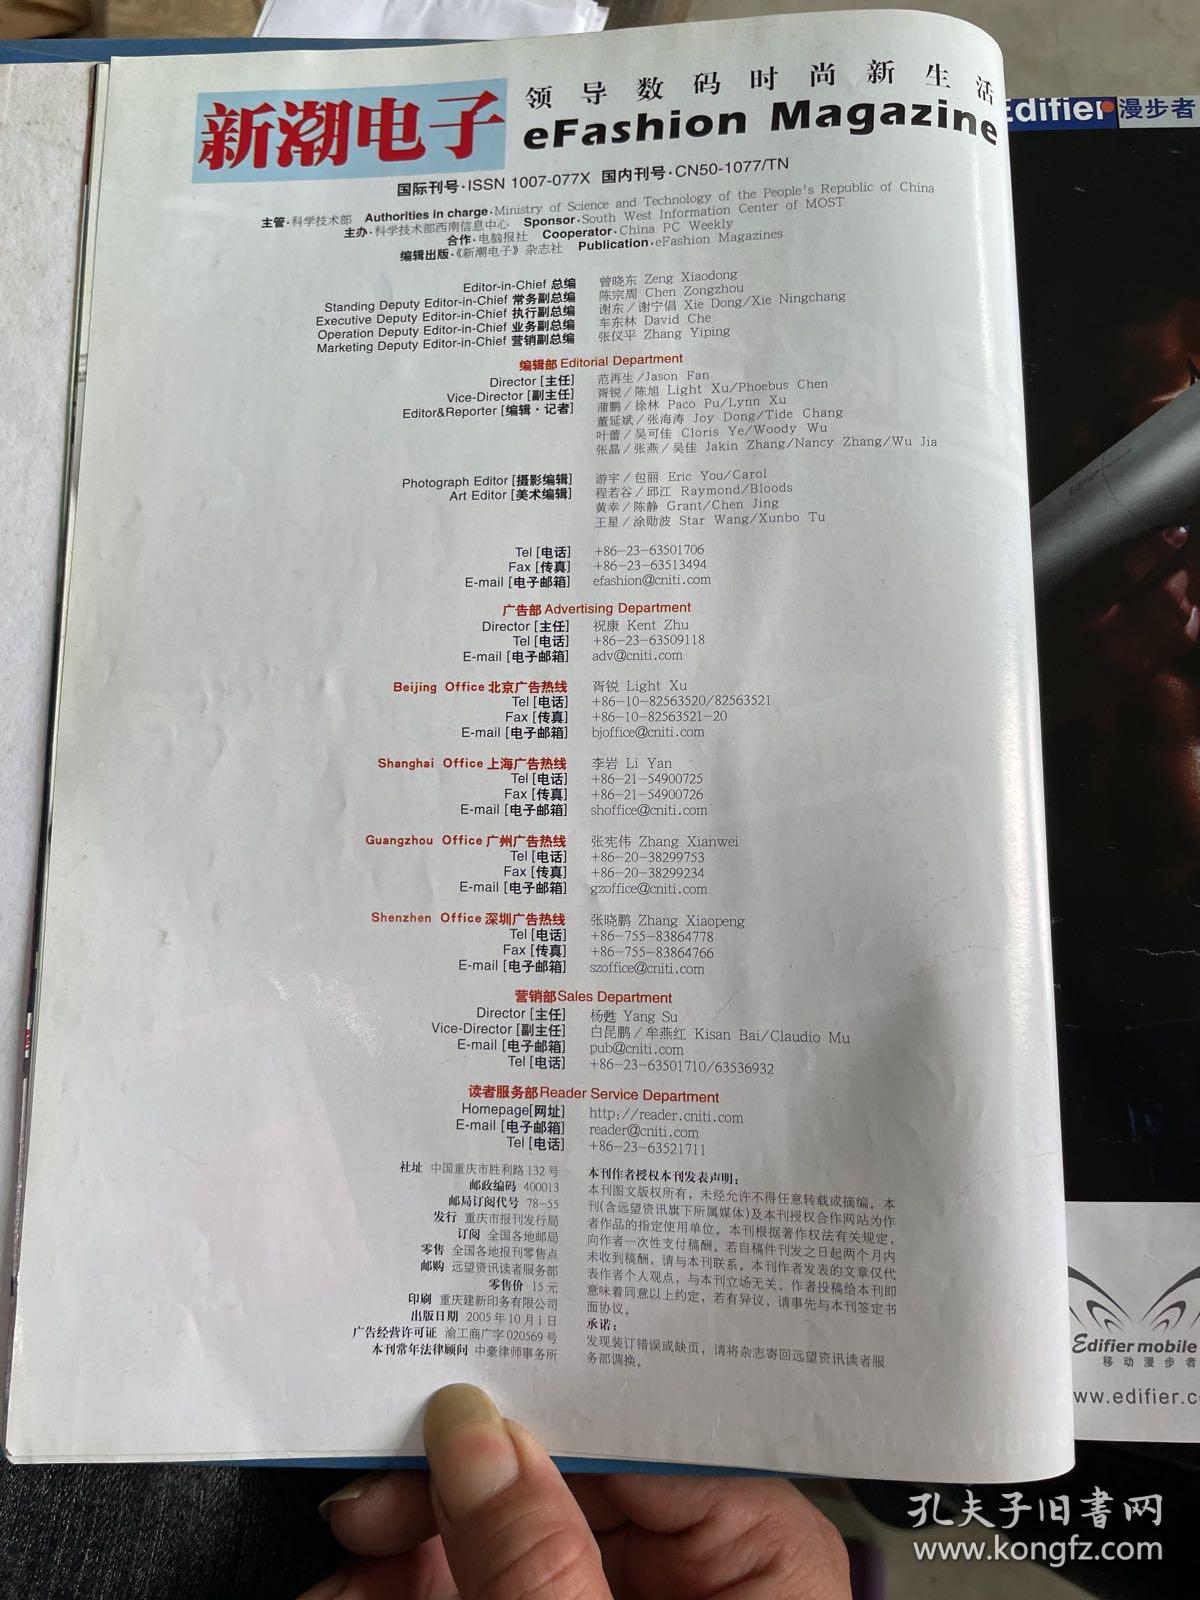 新潮电子
领导数码时尚新生活
eFashion Magazine
国际刊号·ISSN 1007-077X 国内刊号·CN50-1077/TN
主管·科学技术部 Authorities in charge·Ministry of Science and Technology of the People's Republic of China
主办·科学技术部西南信息中心 Sponsor·South West Information Center of MOST
合作·电脑报社 Cooperator·China PC Weekly
编辑出版·《新潮电子》杂志社 Publication·eFashion Magazines
Editor-in-Chief 总编 曾晓东 Zeng Xiaodong
Standing Deputy Editor-in-Chief 常务副总编 陈宗周 Chen Zongzhou
Executive Deputy Editor-in-Chief 执行副总编 谢东/谢宁倡 Xie Dong/Xie Ningchang
Operation Deputy Editor-in-Chief 业务副总编 车东林 David Che
Marketing Deputy Editor-in-Chief 营销副总编 张仪平 Zhang Yiping
编辑部 Editorial Department
Director [主任] 范再生/Jason Fan
Vice-Director [副主任] 胥锐/陈旭 Light Xu/Phoebus Chen
Editor&Reporter [编辑·记者] 蒲鹏/徐林 Paco Pu/Lynn Xu
董延斌/张海涛 Joy Dong/Tide Chang
叶蕾/吴可佳 Cloris Ye/Woody Wu
张晶/张燕/吴佳 Jakin Zhang/Nancy Zhang/Wu Jia
Photograph Editor [摄影编辑] 游宇/包丽 Eric You/Carol
Art Editor [美术编辑] 程若谷/邱江 Raymond/Bloods
黄幸/陈静 Grant/Chen Jing
王星/涂勋波 Star Wang/Xunbo Tu
Tel [电话] +86-23-63501706
Fax [传真] +86-23-63513494
E-mail [电子邮箱] efashion@cniti.com
广告部 Advertising Department
Director [主任] 祝康 Kent Zhu
Tel [电话] +86-23-63509118
E-mail [电子邮箱] adv@cniti.com
Beijing Office 北京广告热线 胥锐 Light Xu
Tel [电话] +86-10-82563520/82563521
Fax [传真] +86-10-82563521-20
E-mail [电子邮箱] bjoffice@cniti.com
Shanghai Office 上海广告热线 李岩 Li Yan
Tel [电话] +86-21-54900725
Fax [传真] +86-21-54900726
E-mail [电子邮箱] shoffice@cniti.com
Guangzhou Office 广州广告热线 张宪伟 Zhang Xianwei
Tel [电话] +86-20-38299753
Fax [传真] +86-20-38299234
E-mail [电子邮箱] gzoffice@cniti.com
Shenzhen Office 深圳广告热线 张晓鹏 Zhang Xiaopeng
Tel [电话] +86-755-83864778
Fax [传真] +86-755-83864766
E-mail [电子邮箱] szoffice@cniti.com
营销部 Sales Department
Director [主任] 杨甦 Yang Su
Vice-Director [副主任] 白昆鹏/牟燕红 Kisan Bai/Claudio Mu
E-mail [电子邮箱] pub@cniti.com
Tel [电话] +86-23-63501710/63536932
读者服务部 Reader Service Department
Homepage[网址] http://reader.cniti.com
E-mail [电子邮箱] reader@cniti.com
Tel [电话] +86-23-63521711
社址 中国重庆市胜利路132号
邮政编码 400013
邮局订阅代号 78-55
发行 重庆市报刊发行局
订阅 全国各地邮局
零售 全国各地报刊零售点
邮购 远望资讯读者服务部
零售价 15元
印刷 重庆建新印务有限公司
出版日期 2005年10月1日
广告经营许可证 渝工商广字020569号
本刊常年法律顾问 中豪律师事务所
本刊作者授权本刊发表声明：
本刊图文版权所有，未经允许不得任意转载或摘编。本
刊(含远望资讯旗下所属媒体)及本刊授权合作网站为作
者作品的指定使用单位。本刊根据著作权法有关规定，
向作者一次性支付稿酬。若自稿件刊发之日起两个月内
未收到稿酬，请与本刊联系。本刊作者发表的文章仅代
表作者个人观点，与本刊立场无关。作者投稿给本刊即
意味着同意以上约定，若有异议，请事先与本刊签定书
面协议。
承诺：
发现装订错误或缺页，请将杂志寄回远望资讯读者服
务部调换。
Edifier 漫步者
Edifier
Edifier mobile
移动漫步者
ww.edifier.c
孔夫子旧书网
www.kongfz.com